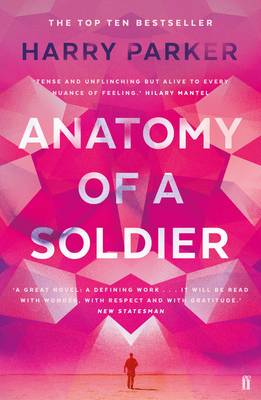 THE TOP TEN BESTSELLER
HARRY PARKER
'TENSE AND UNFLINCHING BUT ALIVE TO EVERY
NUANCE OF FEELING.' HILARY MANTEL
ANATOMY
OF A
SOLDIER
'A GREAT NOVEL: A DEFINING WORK . . . IT WILL BE READ
WITH WONDER, WITH RESPECT AND WITH GRATITUDE.'
NEW STATESMAN
ff